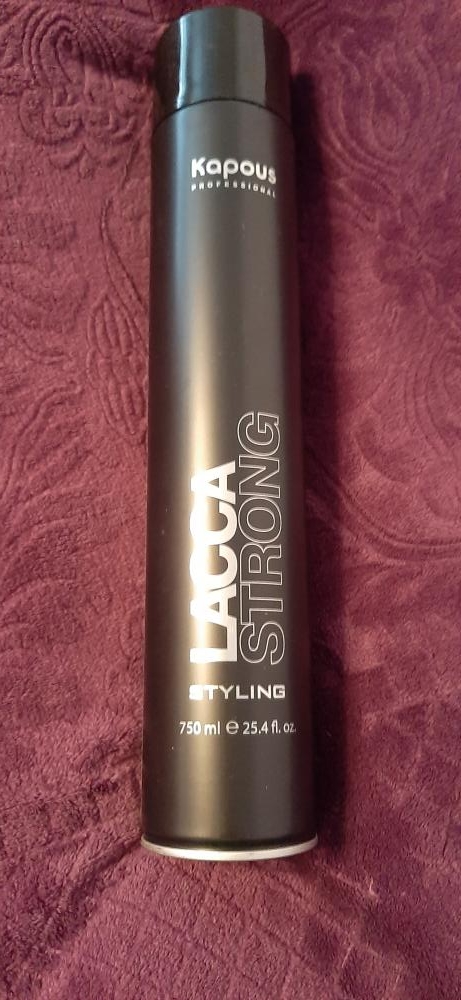 Kapous
PROFESSIONAL
LACCA
STRONG
STYLING
750 ml ℮ 25.4 fl. oz.